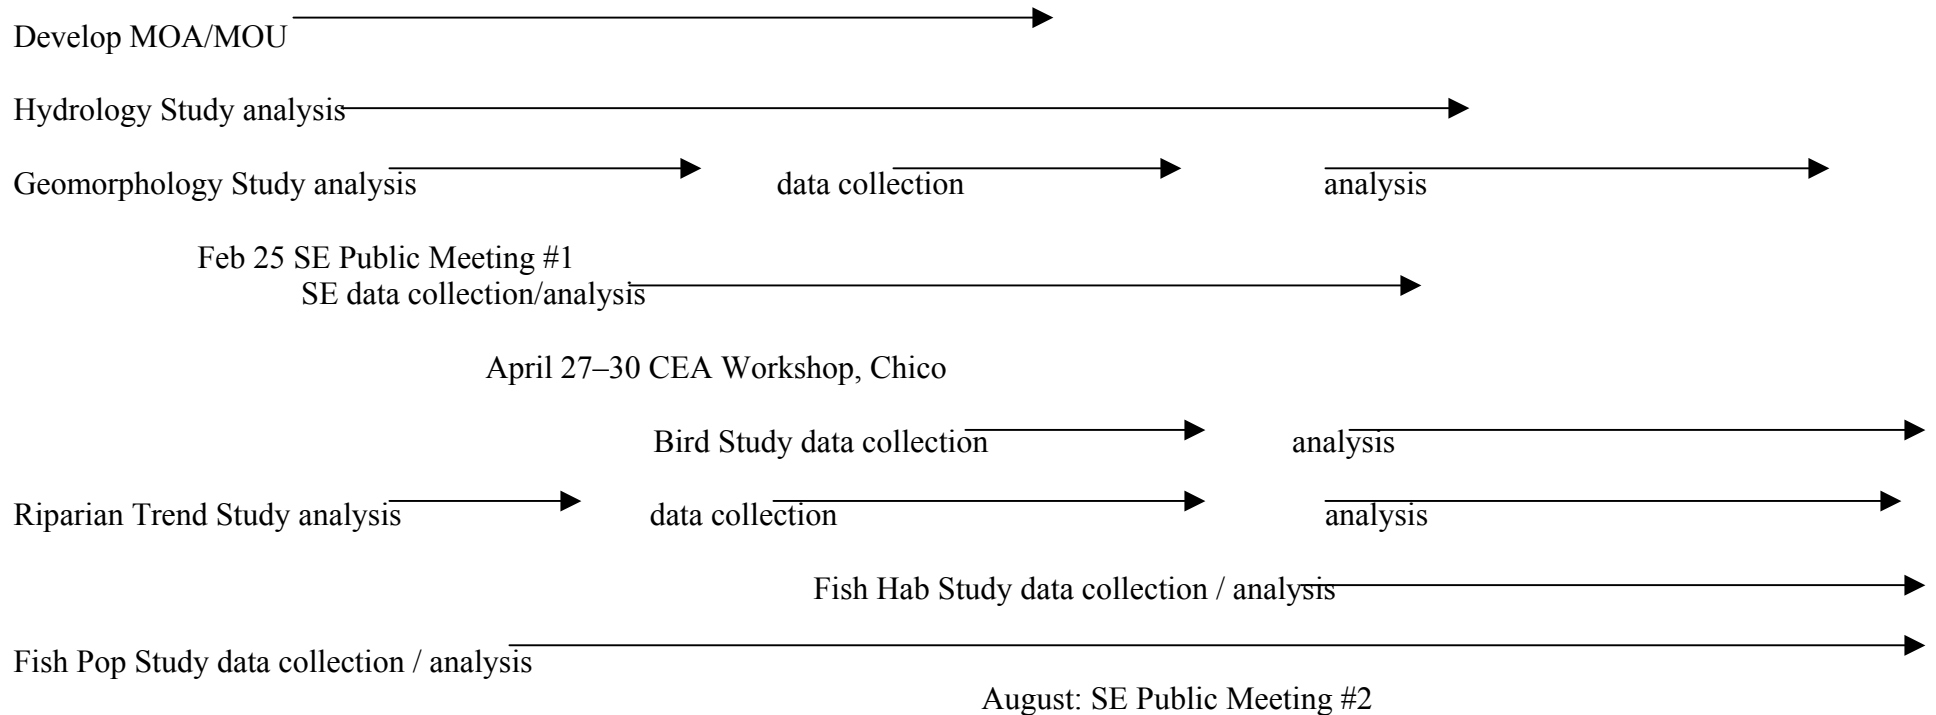 Develop MOA/MOU
Hydrology Study analysis
Geomorphology Study analysis data collection analysis
Feb 25 SE Public Meeting #1
SE data collection/analysis
April 27–30 CEA Workshop, Chico
Bird Study data collection analysis
Riparian Trend Study analysis data collection analysis
Fish Hab Study data collection / analysis
Fish Pop Study data collection / analysis
August: SE Public Meeting #2